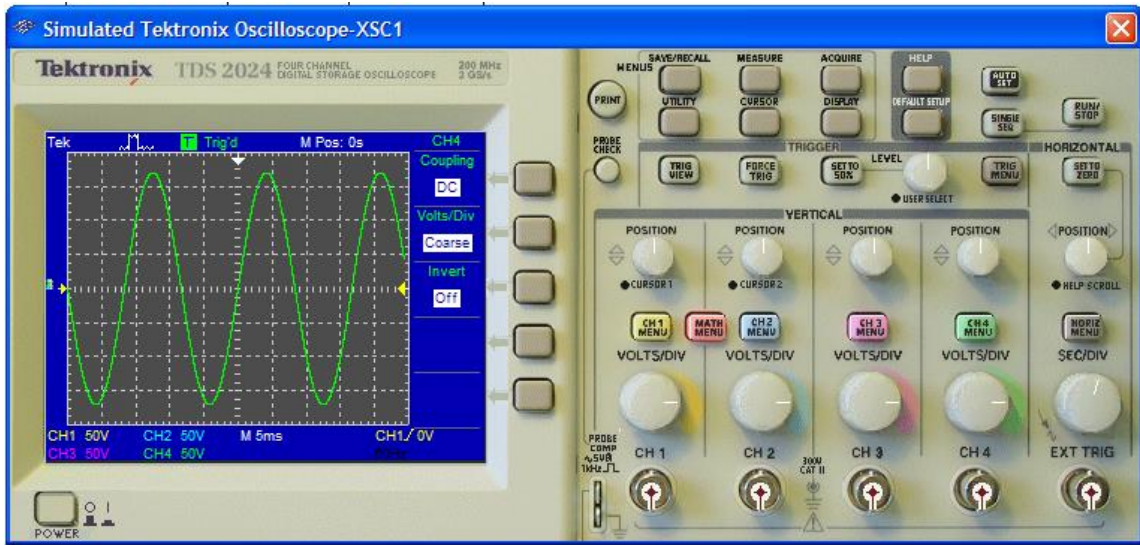 Simulated Tektronix Oscilloscope-XSC1
Tektronix TDS 2024 FOUR CHANNEL DIGITAL STORAGE OSCILLOSCOPE 200 MHz 2 GS/s
MENUS SAVE/RECALL MEASURE ACQUIRE HELP
PRINT AUTO SET
UTILITY CURSOR DISPLAY DEFAULT SETUP
SINGLE SEQ RUN/STOP
PROBE CHECK
TRIGGER HORIZONTAL
TRIG VIEW FORCE TRIG SET TO 50% LEVEL TRIG MENU SET TO ZERO
USER SELECT
VERTICAL
POSITION POSITION POSITION POSITION POSITION
CURSOR 1 CURSOR 2 HELP SCROLL
CH 1 MENU MATH MENU CH 2 MENU CH 3 MENU CH 4 MENU HORIZ MENU
VOLTS/DIV VOLTS/DIV VOLTS/DIV VOLTS/DIV SEC/DIV
PROBE COMP ~5V@ 1kHz
CH 1 CH 2 CH 3 CH 4 EXT TRIG
300V CAT II
Tek T Trig'd M Pos: 0s CH4
Coupling
DC
Volts/Div
Coarse
Invert
Off
CH1 50V CH2 50V M 5ms CH1 / 0V
CH3 50V CH4 50V
POWER